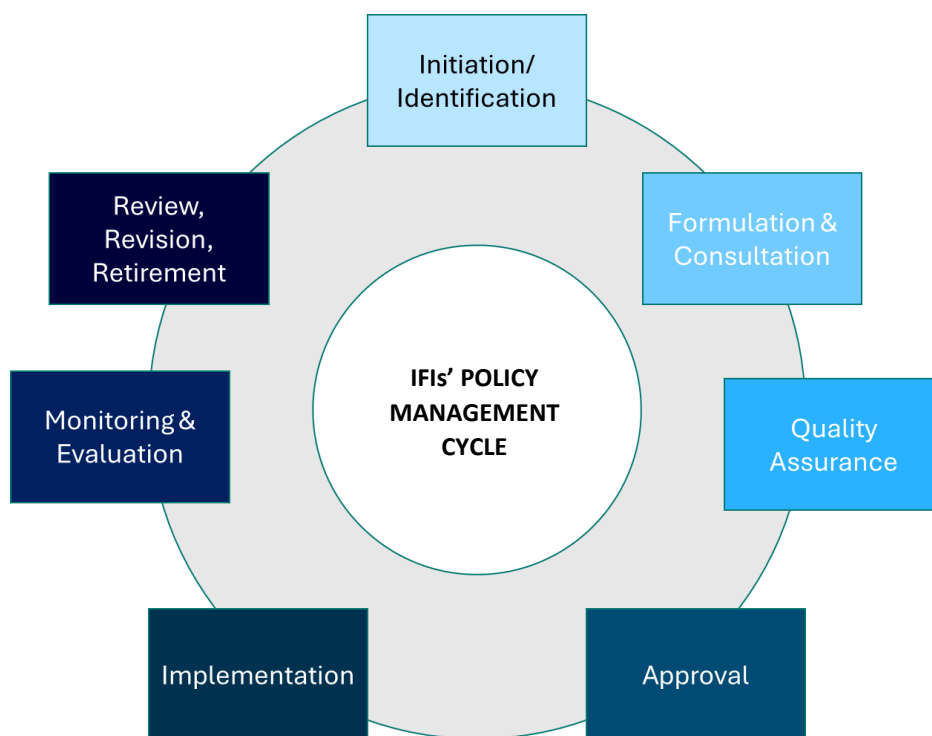 Initiation/
Identification
Formulation &
Consultation
Quality
Assurance
Approval
Implementation
Monitoring &
Evaluation
Review,
Revision,
Retirement
IFIs’ POLICY
MANAGEMENT
CYCLE